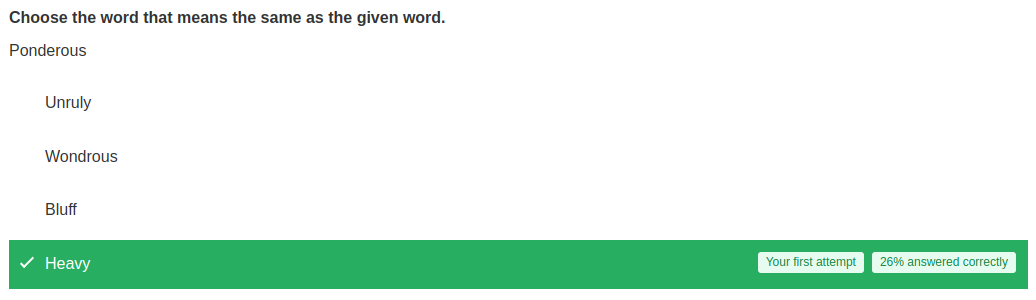 Choose the word that means the same as the given word.
Ponderous
Unruly
Wondrous
Bluff
Heavy Your first attempt 26% answered correctly